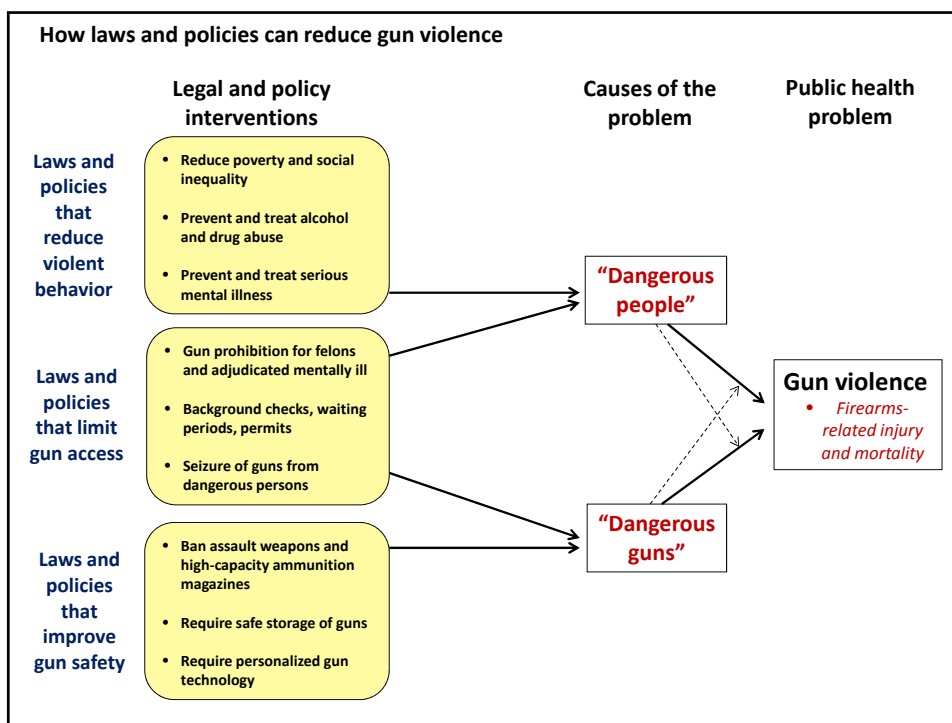 How laws and policies can reduce gun violence
Legal and policy
interventions
Causes of the
problem
Public health
problem
Laws and
policies
that
reduce
violent
behavior
• Reduce poverty and social
inequality
• Prevent and treat alcohol
and drug abuse
• Prevent and treat serious
mental illness
“Dangerous
people”
Laws and
policies
that limit
gun access
• Gun prohibition for felons
and adjudicated mentally ill
• Background checks, waiting
periods, permits
• Seizure of guns from
dangerous persons
Gun violence
• Firearms-
related injury
and mortality
“Dangerous
guns”
Laws and
policies
that
improve
gun safety
• Ban assault weapons and
high-capacity ammunition
magazines
• Require safe storage of guns
• Require personalized gun
technology